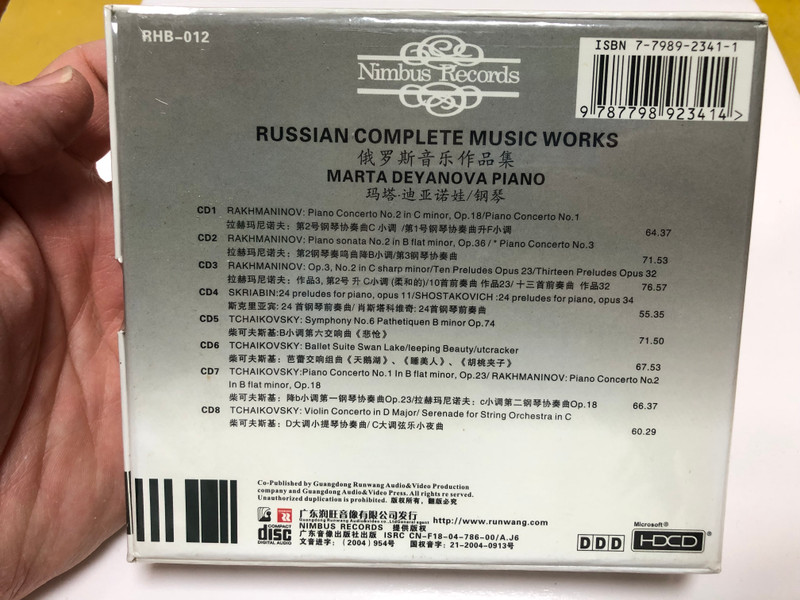 RHB-012
Nimbus Records
ISBN 7-7989-2341-1
9 787798 923414 >
RUSSIAN COMPLETE MUSIC WORKS
俄罗斯音乐作品集
MARTA DEYANOVA PIANO
玛塔·迪亚诺娃/钢琴
CD1 RAKHMANINOV: Piano Concerto No.2 in C minor, Op.18/Piano Concerto No.1
拉赫玛尼诺夫: 第2号钢琴协奏曲C 小调 /第1号钢琴协奏曲升F小调 64.37
CD2 RAKHMANINOV: Piano sonata No.2 in B flat minor, Op.36 / * Piano Concerto No.3
拉赫玛尼诺夫: 第2钢琴奏鸣曲降B小调/第3钢琴协奏曲 71.53
CD3 RAKHMANINOV: Op.3, No.2 in C sharp minor/Ten Preludes Opus 23/Thirteen Preludes Opus 32
拉赫玛尼诺夫: 作品3, 第2号 升 C小调 (柔和的)/10首前奏曲 作品23/ 十三首前奏曲 作品32 76.57
CD4 SKRIABIN:24 preludes for piano, opus 11/SHOSTAKOVICH :24 preludes for piano, opus 34
斯克里亚宾: 24 首钢琴前奏曲/ 肖斯塔科维奇: 24首钢琴前奏曲 55.35
CD5 TCHAIKOVSKY: Symphony No.6 Pathetiquen B minor Op.74
柴可夫斯基:B小调第六交响曲《悲怆》 71.50
CD6 TCHAIKOVSKY: Ballet Suite Swan Lake/leeping Beauty/utcracker
柴可夫斯基: 芭蕾交响组曲《天鹅湖》、《睡美人》、《胡桃夹子》 67.53
CD7 TCHAIKOVSKY:Piano Concerto No.1 In B flat minor, Op.23/ RAKHMANINOV: Piano Concerto No.2
In B flat minor, Op.18
柴可夫斯基: 降b小调第一钢琴协奏曲Op.23/拉赫玛尼诺夫: c小调第二钢琴协奏曲Op.18 66.37
CD8 TCHAIKOVSKY: Violin Concerto in D Major/ Serenade for String Orchestra in C
柴可夫斯基: D大调小提琴协奏曲/ C大调弦乐小夜曲 60.29
Co-Published by Guangdong Runwang Audio&Video Production
company and Guangdong Audio&Video Press. All rights re served.
Unauthorized duplication is prohibited. 版权所有, 翻版必究
广东润旺音像有限公司发行
Guangdong Runwang Audio&Video co.,Ltd General agent
http://www.runwang.com
NIMBUS RECORDS 提供版权
广东音像出版社出版 ISRC CN-F18-04-786-00/A.J6
文音进字: (2004) 954号 国权音字: 21-2004-0913号
COMPACT
disc
DIGITAL AUDIO
DDD
Microsoft®
HDCD®